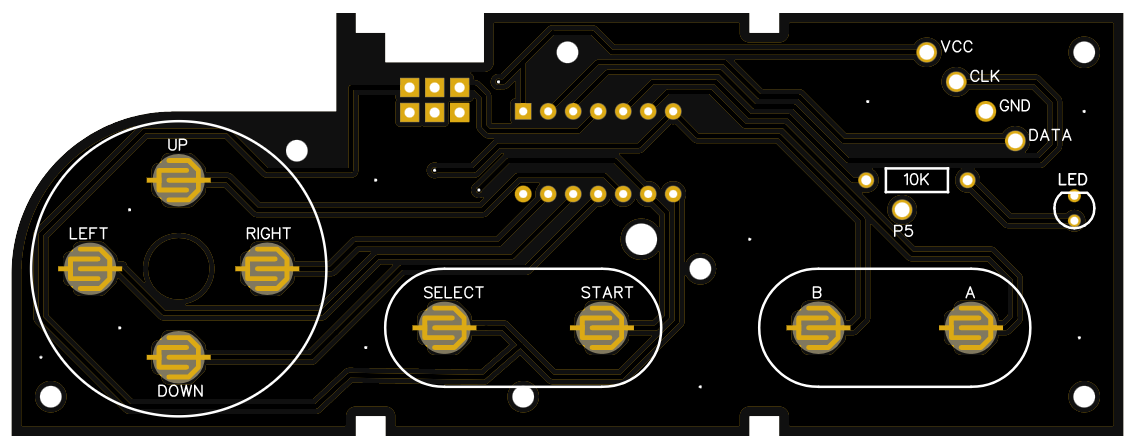 VCC
CLK
GND
DATA
UP
10K
LED
P5
LEFT
RIGHT
SELECT
START
B
A
DOWN